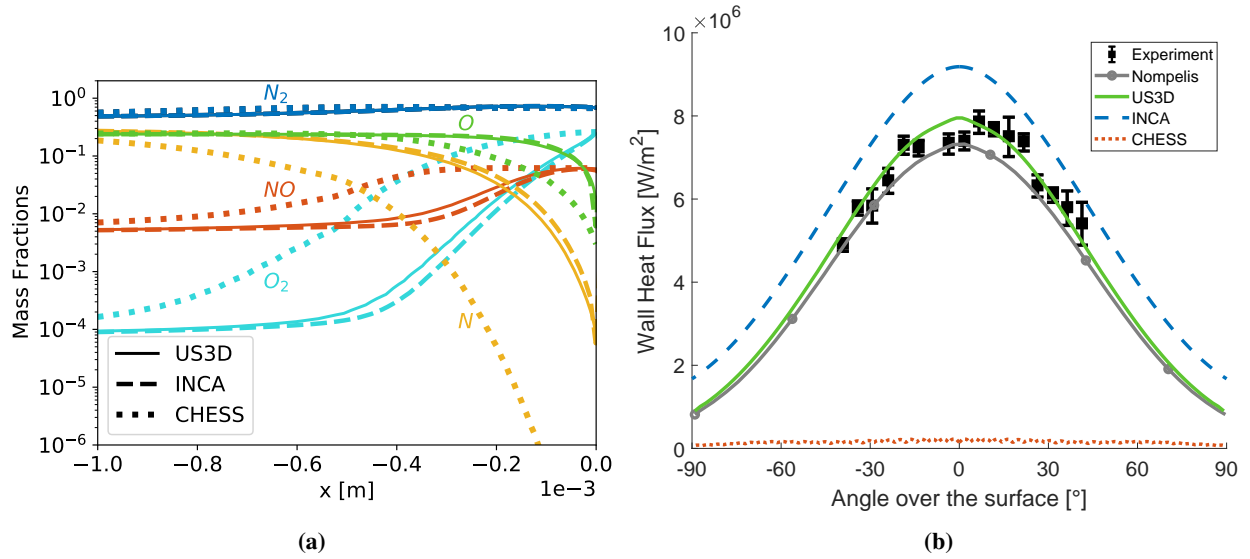 10⁰
10⁻¹
10⁻²
10⁻³
10⁻⁴
10⁻⁵
10⁻⁶
Mass Fractions
N₂
O
NO
O₂
N
US3D
INCA
CHESS
-1.0 -0.8 -0.6 -0.4 -0.2 0.0
x [m]
1e−3
(a)
×10⁶
10
8
6
4
2
0
Wall Heat Flux [W/m²]
Experiment
Nompelis
US3D
INCA
CHESS
-90 -60 -30 0 30 60 90
Angle over the surface [°]
(b)